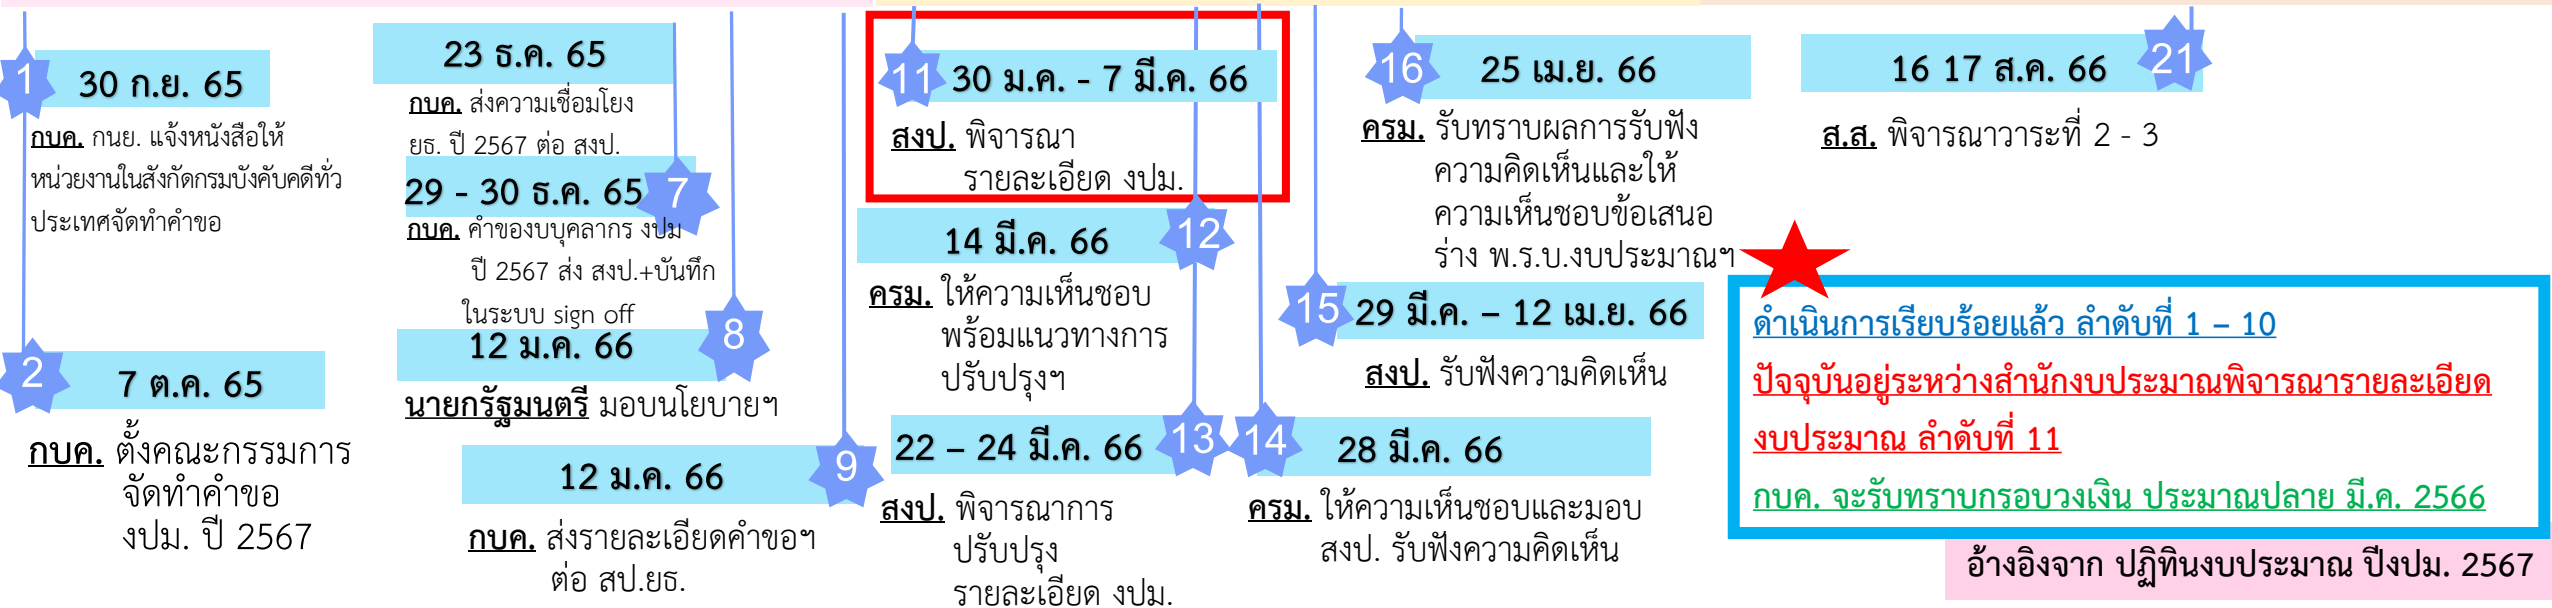 1
30 ก.ย. 65
กบค. กนย. แจ้งหนังสือให้
หน่วยงานในสังกัดกรมบังคับคดีทั่ว
ประเทศจัดทำคำขอ
2
7 ต.ค. 65
กบค. ตั้งคณะกรรมการ
จัดทำคำขอ
งปม. ปี 2567
23 ธ.ค. 65
กบค. ส่งความเชื่อมโยง
ยธ. ปี 2567 ต่อ สงป.
29 - 30 ธ.ค. 65
7
กบค. คำของบบุคลากร งปม
ปี 2567 ส่ง สงป.+บันทึก
ในระบบ sign off
8
12 ม.ค. 66
นายกรัฐมนตรี มอบนโยบายฯ
12 ม.ค. 66
9
กบค. ส่งรายละเอียดคำขอฯ
ต่อ สป.ยธ.
11
30 ม.ค. - 7 มี.ค. 66
สงป. พิจารณา
รายละเอียด งปม.
14 มี.ค. 66
12
ครม. ให้ความเห็นชอบ
พร้อมแนวทางการ
ปรับปรุงฯ
22 – 24 มี.ค. 66
13
สงป. พิจารณาการ
ปรับปรุง
รายละเอียด งปม.
14
28 มี.ค. 66
ครม. ให้ความเห็นชอบและมอบ
สงป. รับฟังความคิดเห็น
15
29 มี.ค. – 12 เม.ย. 66
สงป. รับฟังความคิดเห็น
16
25 เม.ย. 66
ครม. รับทราบผลการรับฟัง
ความคิดเห็นและให้
ความเห็นชอบข้อเสนอ
ร่าง พ.ร.บ.งบประมาณฯ
16 17 ส.ค. 66
21
ส.ส. พิจารณาวาระที่ 2 - 3
ดำเนินการเรียบร้อยแล้ว ลำดับที่ 1 – 10
ปัจจุบันอยู่ระหว่างสำนักงบประมาณพิจารณารายละเอียด
งบประมาณ ลำดับที่ 11
กบค. จะรับทราบกรอบวงเงิน ประมาณปลาย มี.ค. 2566
อ้างอิงจาก ปฏิทินงบประมาณ ปีงปม. 2567